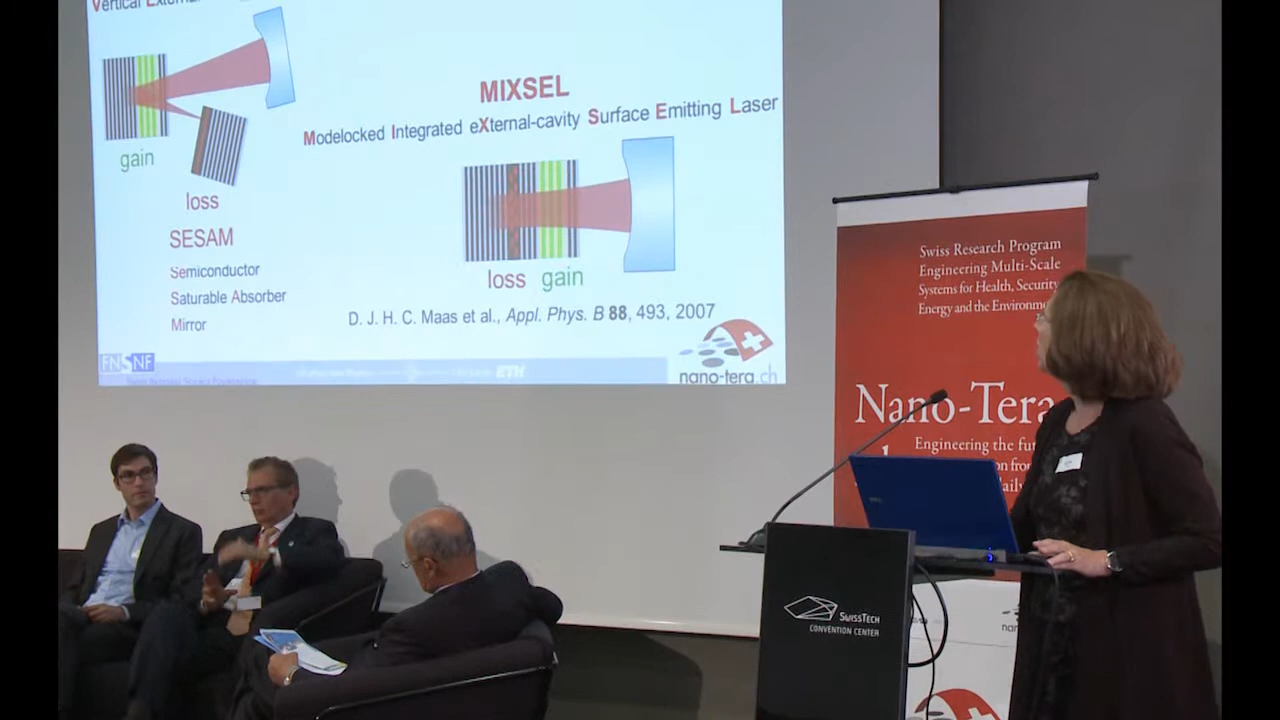 Vertical External
gain
loss
SESAM
Semiconductor
Saturable Absorber
Mirror
MIXSEL
Modelocked Integrated eXternal-cavity Surface Emitting Laser
loss gain
D. J. H. C. Maas et al., Appl. Phys. B 88, 493, 2007
FNSNF
ETH
nano-tera.ch
Swiss Research Program
Engineering Multi-Scale
Systems for Health, Security
Energy and the Environme
Nano-Tera
Engineering the fu
SwissTech
CONVENTION CENTER